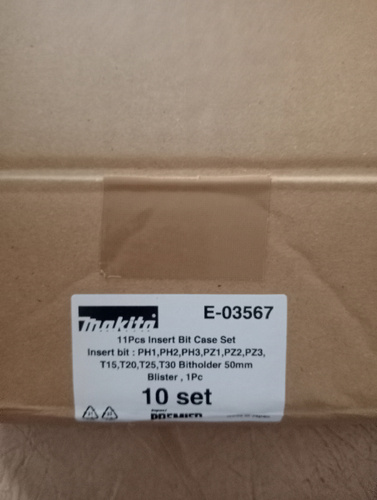 makita
E-03567
11Pcs Insert Bit Case Set
Insert bit : PH1,PH2,PH3,PZ1,PZ2,PZ3,
T15,T20,T25,T30 Bitholder 50mm
Blister , 1Pc
10 set
PREMIER